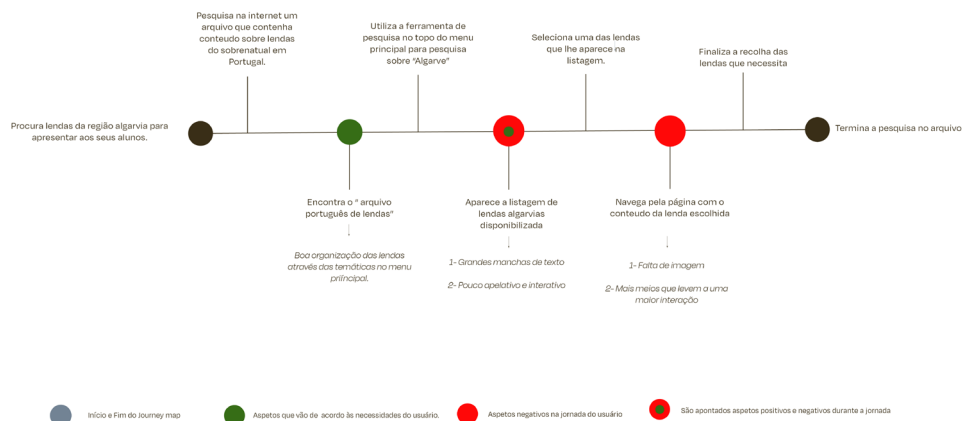 Pesquisa na internet um
arquivo que contenha
conteudo sobre lendas
do sobrenatual em
Portugal.
Utiliza a ferramenta de
pesquisa no topo do menu
principal para pesquisa
sobre "Algarve"
Seleciona uma das lendas
que lhe aparece na
listagem.
Finaliza a recolha das
lendas que necessita
Procura lendas da região algarvia para
apresentar aos seus alunos.
Termina a pesquisa no arquivo
Encontra o " arquivo
português de lendas"
Boa organização das lendas
através das temáticas no menu
priíncipal.
Aparece a listagem de
lendas algarvias
disponibilizada
1- Grandes manchas de texto
2- Pouco apelativo e interativo
Navega pela página com o
conteudo da lenda escolhida
1- Falta de imagem
2- Mais meios que levem a uma
maior interação
Início e Fim do Journey map
Aspetos que vão de acordo às necessidades do usuário.
Aspetos negativos na jornada do usuário
São apontados aspetos positivos e negativos durante a jornada